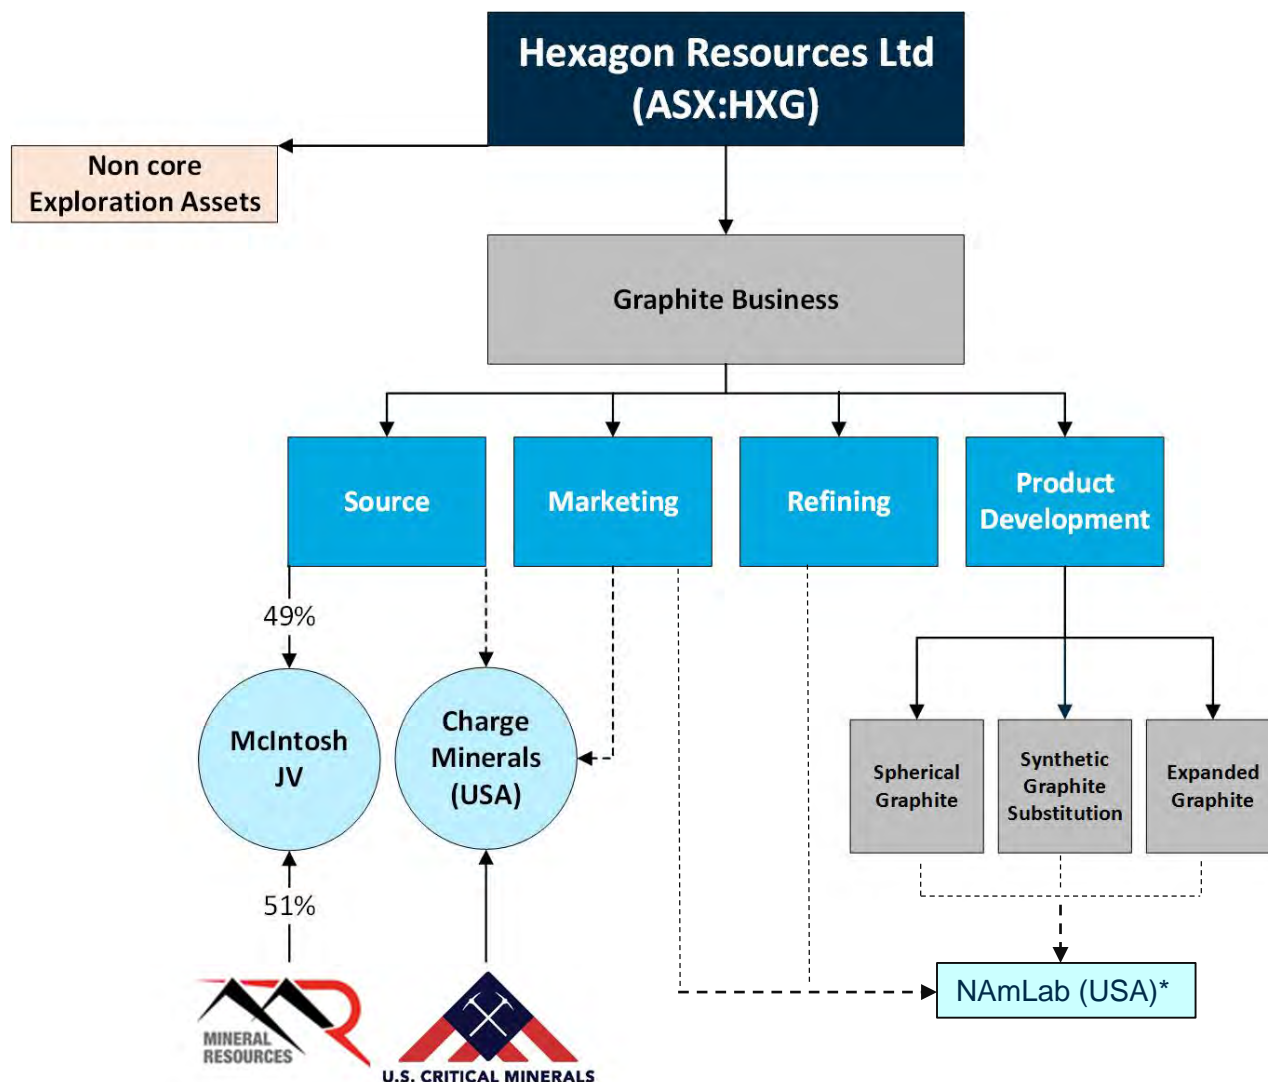 Hexagon Resources Ltd
(ASX:HXG)
Non core
Exploration Assets
Graphite Business
Source
Marketing
Refining
Product
Development
49%
McIntosh
JV
Charge
Minerals
(USA)
Spherical
Graphite
Synthetic
Graphite
Substitution
Expanded
Graphite
51%
NAmLab (USA)*
MINERAL
RESOURCES
U.S. CRITICAL MINERALS